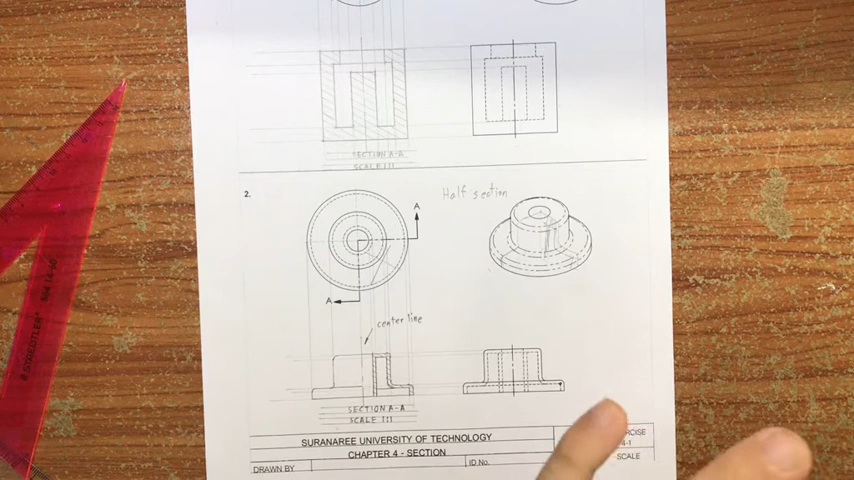 SECTION A-A
SCALE 1:1
2.
Half section
A
A
center line
SECTION A-A
SCALE 1:1
SURANAREE UNIVERSITY OF TECHNOLOGY
CHAPTER 4 - SECTION
DRAWN BY
ID No.
SCALE
STAEDTLER